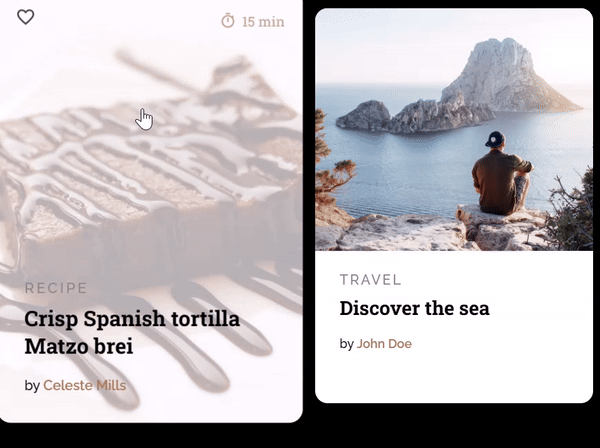 15 min
RECIPE
Crisp Spanish tortilla
Matzo brei
by Celeste Mills
TRAVEL
Discover the sea
by John Doe